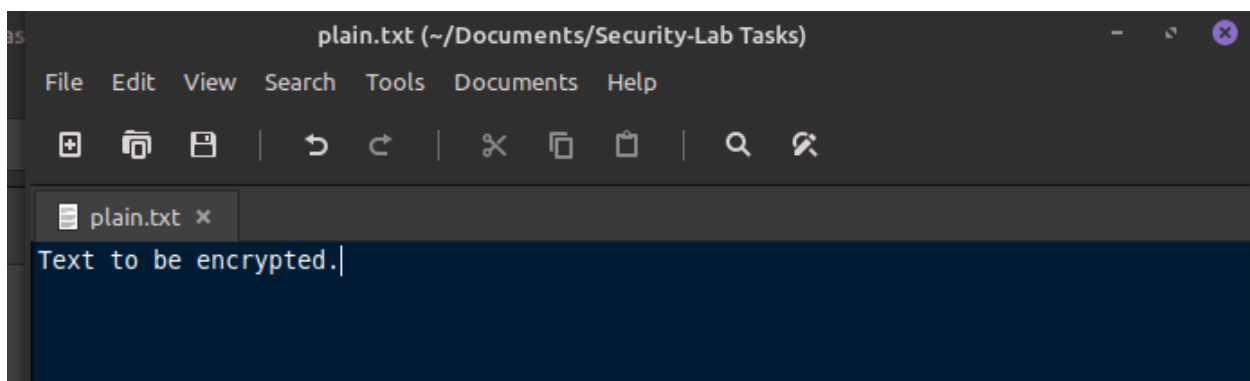 as
plain.txt (~/Documents/Security-Lab Tasks)
File Edit View Search Tools Documents Help
plain.txt
Text to be encrypted.